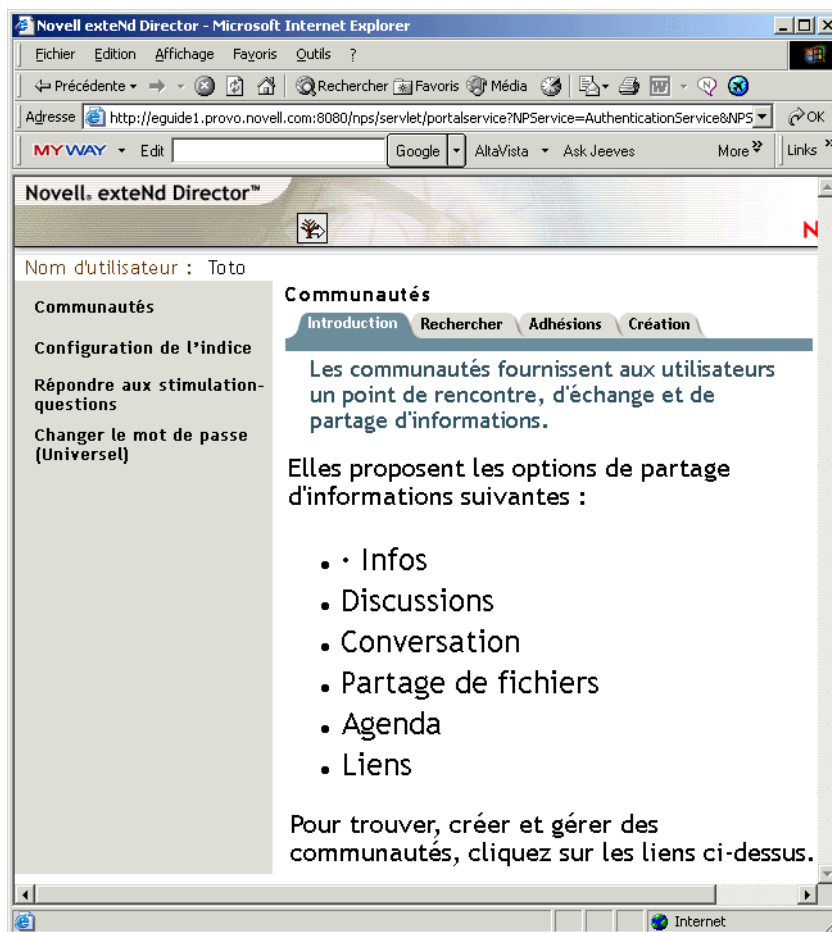 Novell exteNd Director - Microsoft Internet Explorer
Fichier Edition Affichage Favoris Outils ?
Précédente Rechercher Favoris Média
Adresse http://eguide1.provo.novell.com:8080/nps/servlet/portalservice?NPService=AuthenticationService&NPS OK
MYWAY Edit Google AltaVista Ask Jeeves More Links
Novell® exteNd Director™
N
Nom d'utilisateur : Toto
Communautés
Configuration de l'indice
Répondre aux stimulation-
questions
Changer le mot de passe
(Universel)
Communautés
Introduction Rechercher Adhésions Création
Les communautés fournissent aux utilisateurs
un point de rencontre, d'échange et de
partage d'informations.
Elles proposent les options de partage
d'informations suivantes :
• · Infos
• Discussions
• Conversation
• Partage de fichiers
• Agenda
• Liens
Pour trouver, créer et gérer des
communautés, cliquez sur les liens ci-dessus.
Internet